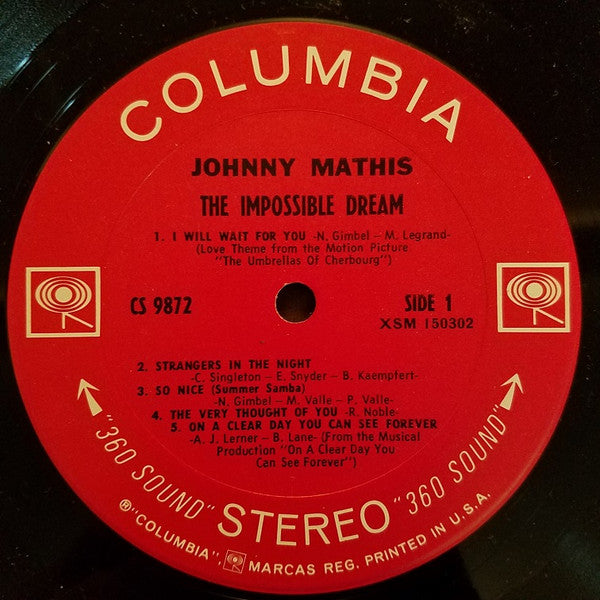 COLUMBIA
JOHNNY MATHIS
THE IMPOSSIBLE DREAM
1. I WILL WAIT FOR YOU -N. Gimbel - M. Legrand-
(Love Theme from the Motion Picture
"The Umbrellas Of Cherbourg")
CS 9872
SIDE 1
XSM 150302
2. STRANGERS IN THE NIGHT
-C. Singleton - E. Snyder - B. Kaempfert-
3. SO NICE (Summer Samba)
-N. Gimbel - M. Valle - P. Valle-
4. THE VERY THOUGHT OF YOU -R. Noble-
5. ON A CLEAR DAY YOU CAN SEE FOREVER
-A. J. Lerner - B. Lane- (From the Musical
Production "On A Clear Day You
Can See Forever")
"360 SOUND" STEREO "360 SOUND"
®"COLUMBIA", MARCAS REG. PRINTED IN U.S.A.